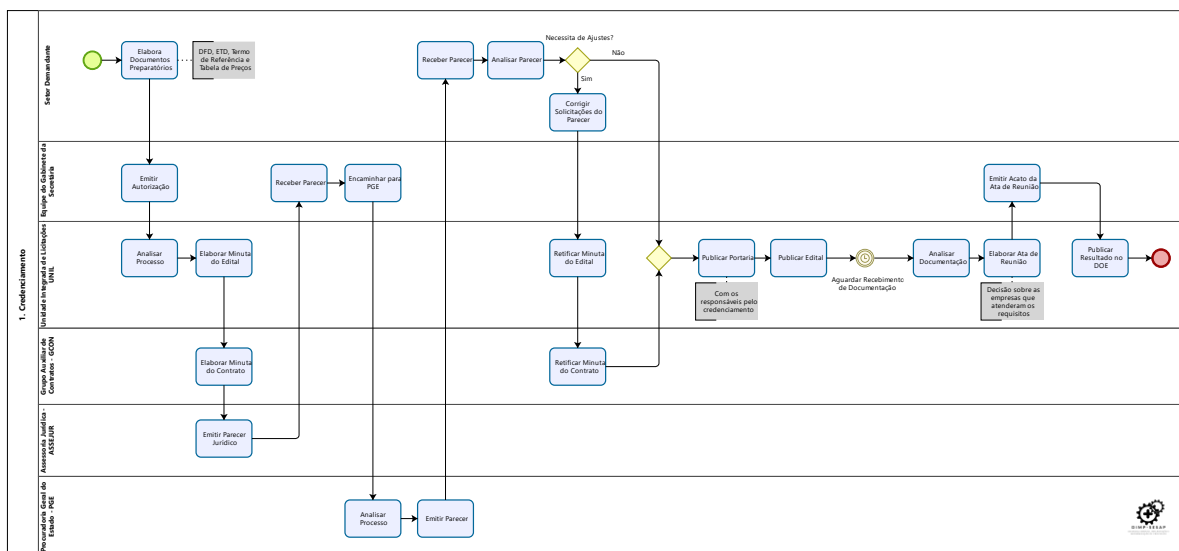 1. Credenciamento
Setor Demandante
Elabora
Documentos
Preparatórios
DFD, ETD, Termo
de Referência e
Tabela de Preços
Receber Parecer
Analisar Parecer
Necessita de Ajustes?
Não
Sim
Corrigir
Solicitações do
Parecer
Equipe do Gabinete da
Secretária
Emitir
Autorização
Receber Parecer
Encaminhar para
PGE
Emitir Acato da
Ata de Reunião
Unidade Integrada de Licitações
UNIL
Analisar
Processo
Elaborar Minuta
do Edital
Retificar Minuta
do Edital
Publicar Portaria
Com os
responsáveis pelo
credenciamento
Publicar Edital
Aguardar Recebimento
de Documentação
Analisar
Documentação
Elaborar Ata de
Reunião
Decisão sobre as
empresas que
atenderam os
requisitos
Publicar
Resultado no
DOE
Grupo Auxiliar de
Contratos - GCON
Elaborar Minuta
do Contrato
Retificar Minuta
do Contrato
Assessoria Jurídica -
ASSEJUR
Emitir Parecer
Jurídico
Procuradoria Geral do
Estado - PGE
Analisar
Processo
Emitir Parecer
DIMP-SESAP